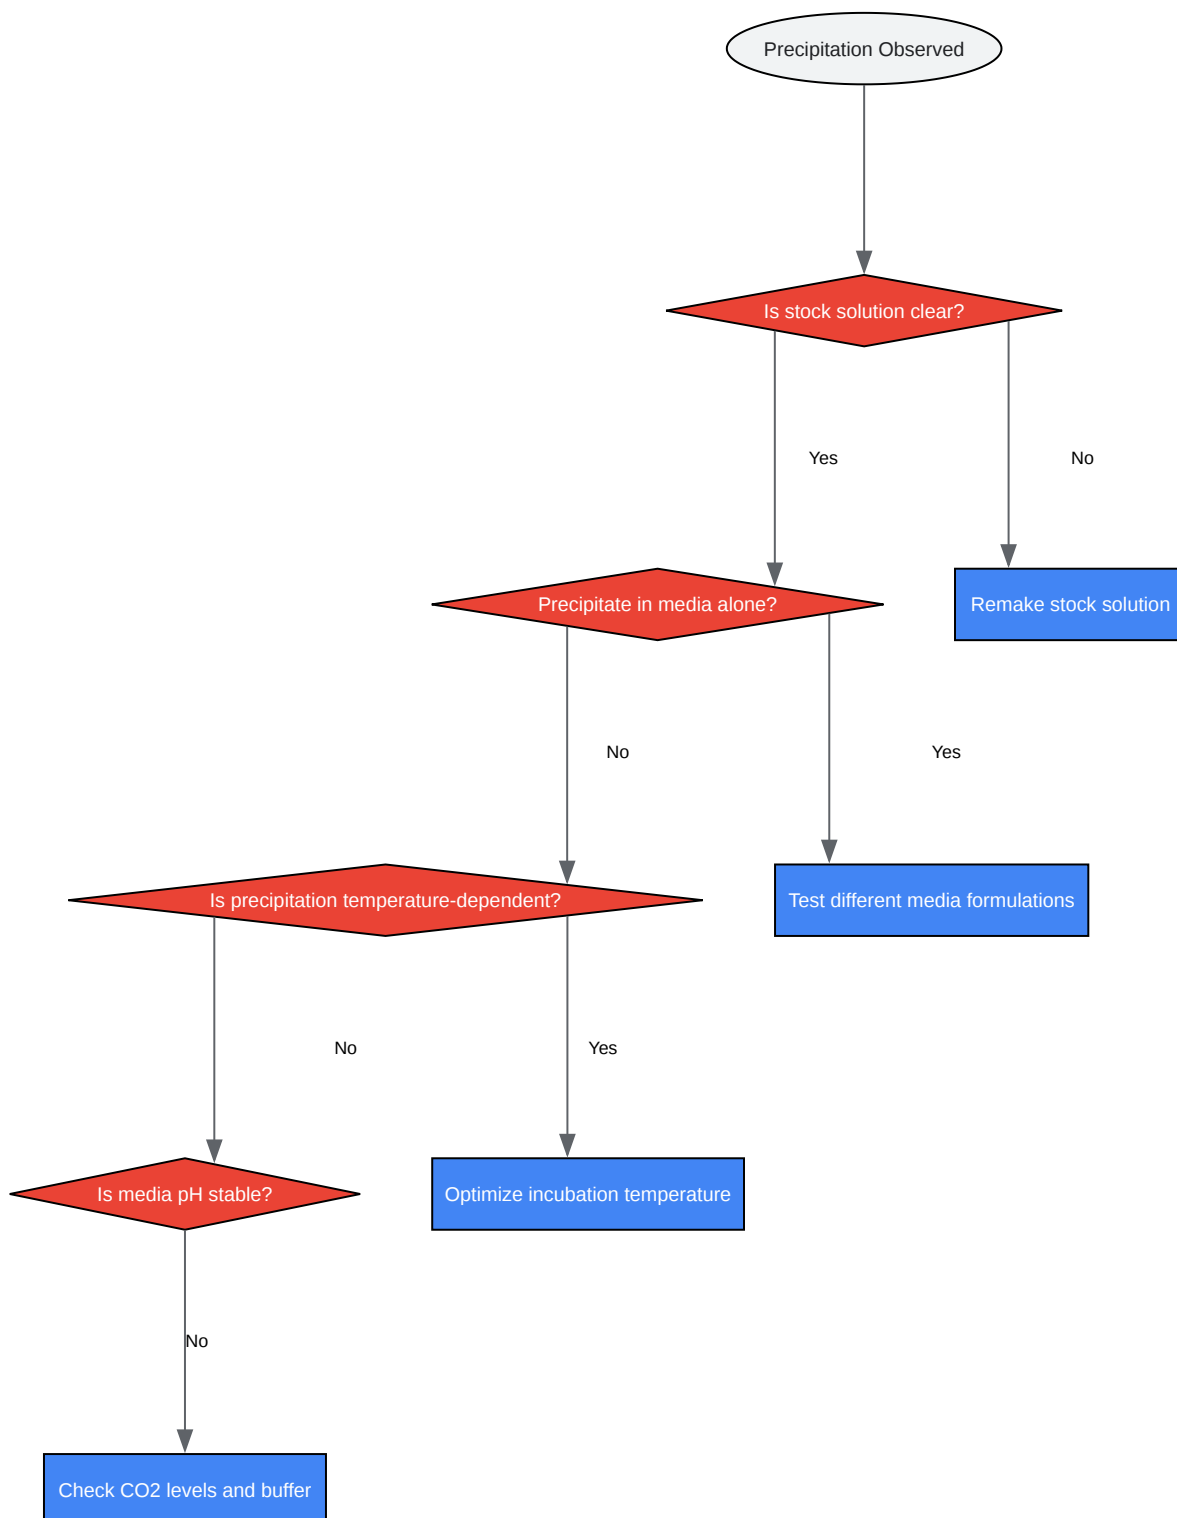 Precipitation Observed
Is stock solution clear?
Yes
No
Precipitate in media alone?
Remake stock solution
No
Yes
Is precipitation temperature-dependent?
Test different media formulations
No
Yes
Is media pH stable?
Optimize incubation temperature
No
Check CO2 levels and buffer